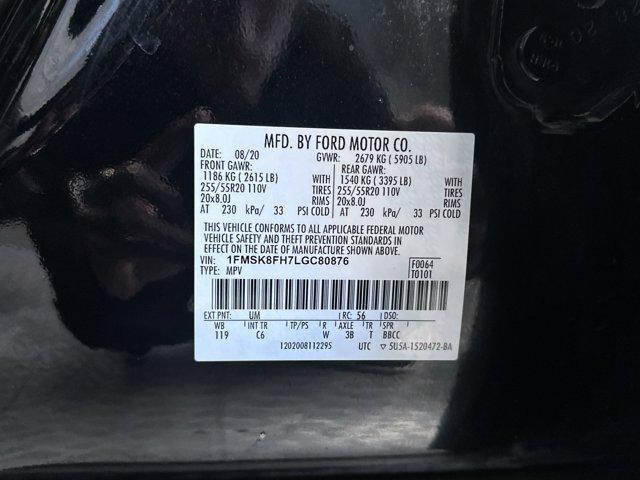 MFD. BY FORD MOTOR CO.
DATE: 08/20 GVWR: 2679 KG ( 5905 LB)
FRONT GAWR: REAR GAWR:
1186 KG ( 2615 LB) WITH 1540 KG ( 3395 LB) WITH
255/55R20 110V TIRES 255/55R20 110V TIRES
20x8.0J RIMS 20x8.0J RIMS
AT 230 kPa/ 33 PSI COLD AT 230 kPa/ 33 PSI COLD
THIS VEHICLE CONFORMS TO ALL APPLICABLE FEDERAL MOTOR
VEHICLE SAFETY AND THEFT PREVENTION STANDARDS IN
EFFECT ON THE DATE OF MANUFACTURE SHOWN ABOVE.
VIN: 1FMSK8FH7LGC80876 F0064
TYPE: MPV T0101
EXT PNT: UM RC: 56 DSO:
WB INT TR TP/PS R AXLE TR SPR
119 C6 W 3B T BBCC
1202008112295 UTC ▽ 5U5A-1520472-BA